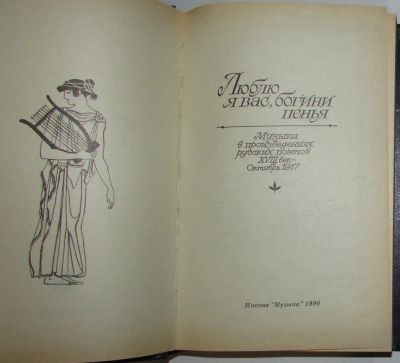 Люблю
я вас, богини
пенья
Музыка
в произведениях
русских поэтов
XVIII век–
Октябрь 1917
Москва "Музыка" 1990